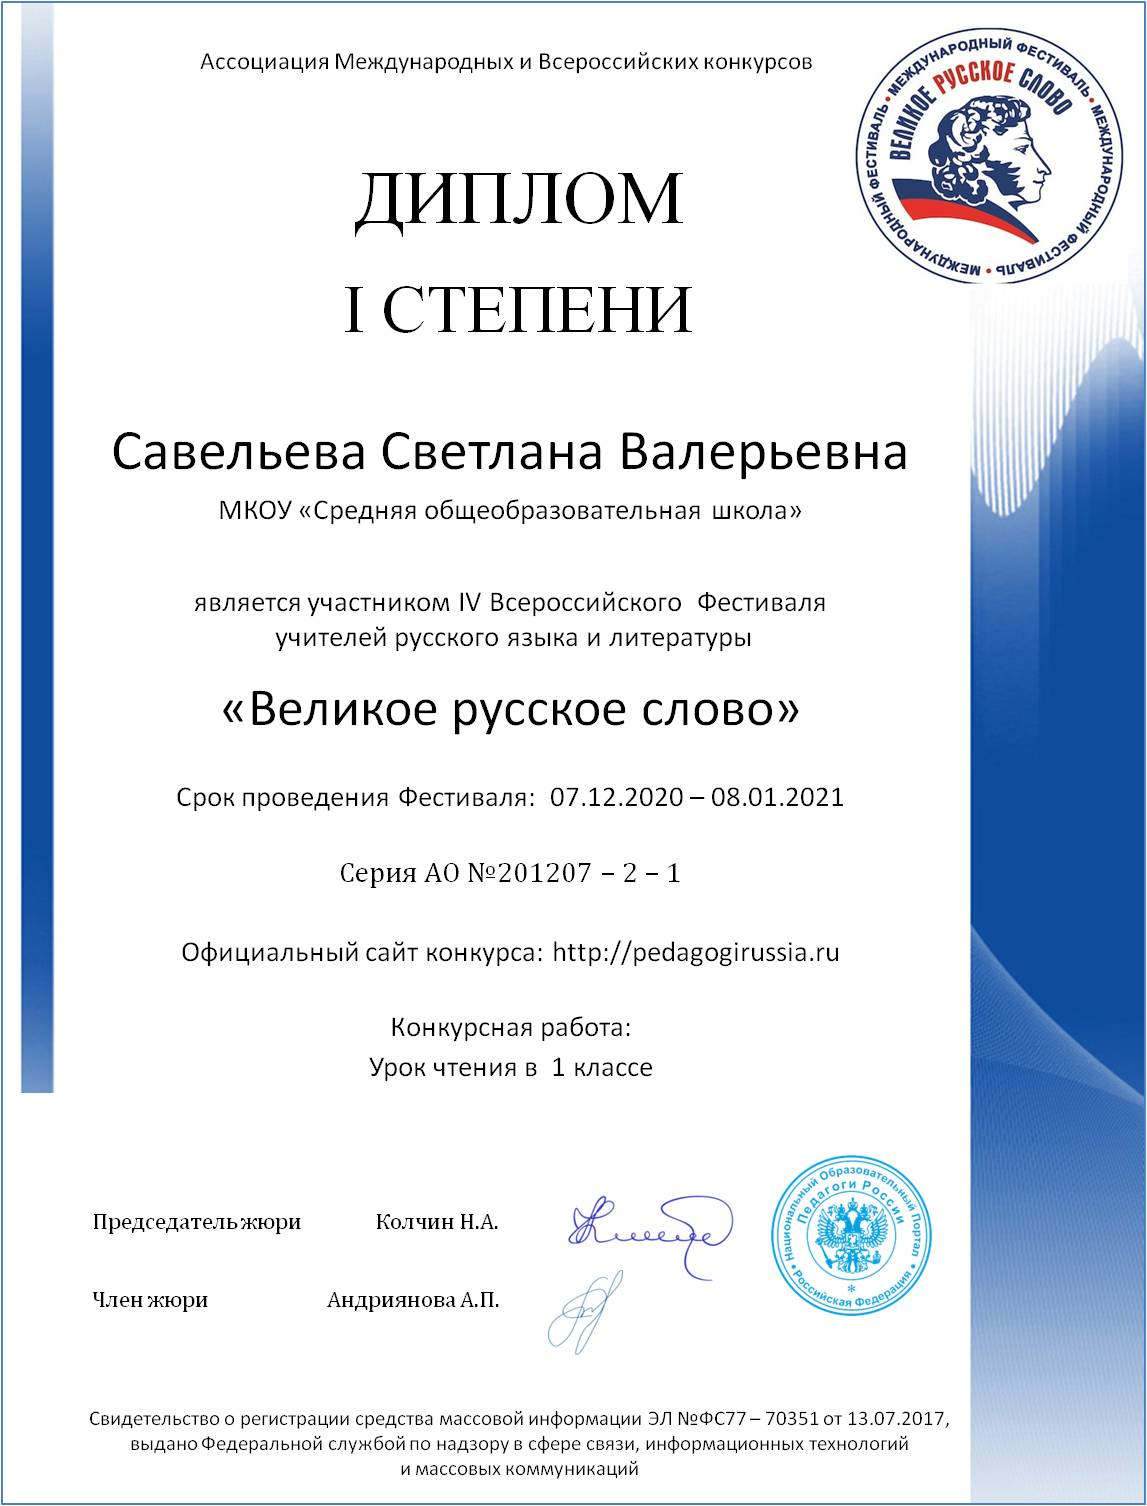 Ассоциация Международных и Всероссийских конкурсов
МЕЖДУНАРОДНЫЙ ФЕСТИВАЛЬ • МЕЖДУНАРОДНЫЙ ФЕСТИВАЛЬ • МЕЖДУНАРОДНЫЙ ФЕСТИВАЛЬ •
ВЕЛИКОЕ РУССКОЕ СЛОВО
ДИПЛОМ
I СТЕПЕНИ
Савельева Светлана Валерьевна
МКОУ «Средняя общеобразовательная школа»
является участником IV Всероссийского Фестиваля
учителей русского языка и литературы
«Великое русское слово»
Срок проведения Фестиваля: 07.12.2020 – 08.01.2021
Серия АО №201207 – 2 – 1
Официальный сайт конкурса: http://pedagogirussia.ru
Конкурсная работа:
Урок чтения в 1 классе
Председатель жюри Колчин Н.А.
Член жюри Андриянова А.П.
Национальный Образовательный Портал
Педагоги России
• Российская Федерация •
Свидетельство о регистрации средства массовой информации ЭЛ №ФС77 – 70351 от 13.07.2017,
выдано Федеральной службой по надзору в сфере связи, информационных технологий
и массовых коммуникаций